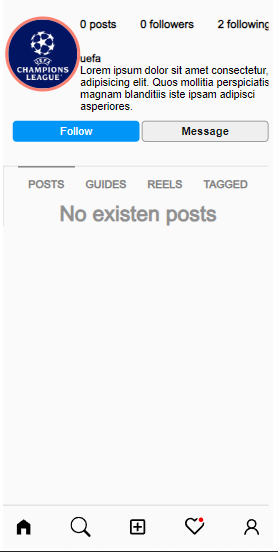 0 posts 0 followers 2 following
CHAMPIONS
LEAGUE
uefa
Lorem ipsum dolor sit amet consectetur,
adipisicing elit. Quos mollitia perspiciatis
magnam blanditiis iste ipsam adipisci
asperiores.
Follow Message
POSTS GUIDES REELS TAGGED
No existen posts